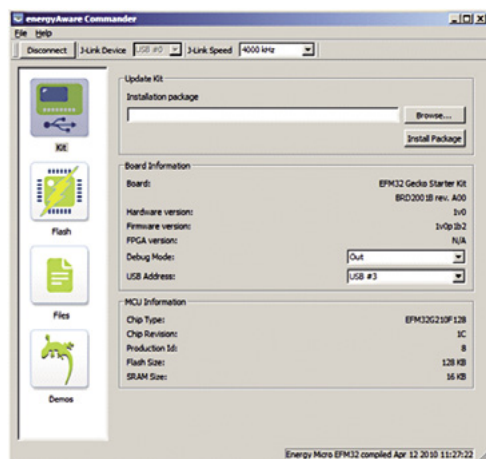 energyAware Commander
File Help
Disconnect J-Link Device USB #0 J-Link Speed 4000 kHz
Kit
Flash
Files
Demos
Update Kit
Installation package
Browse...
Install Package
Board Information
Board: EFM32 Gecko Starter Kit
BRD2001B rev. A00
Hardware version: 1v0
Firmware version: 1v0p1b2
FPGA version: N/A
Debug Mode: Out
USB Address: USB #3
MCU Information
Chip Type: EFM32G210F128
Chip Revision: 1C
Production Id: 8
Flash Size: 128 KB
SRAM Size: 16 KB
Energy Micro EFM32 compiled Apr 12 2010 11:27:22